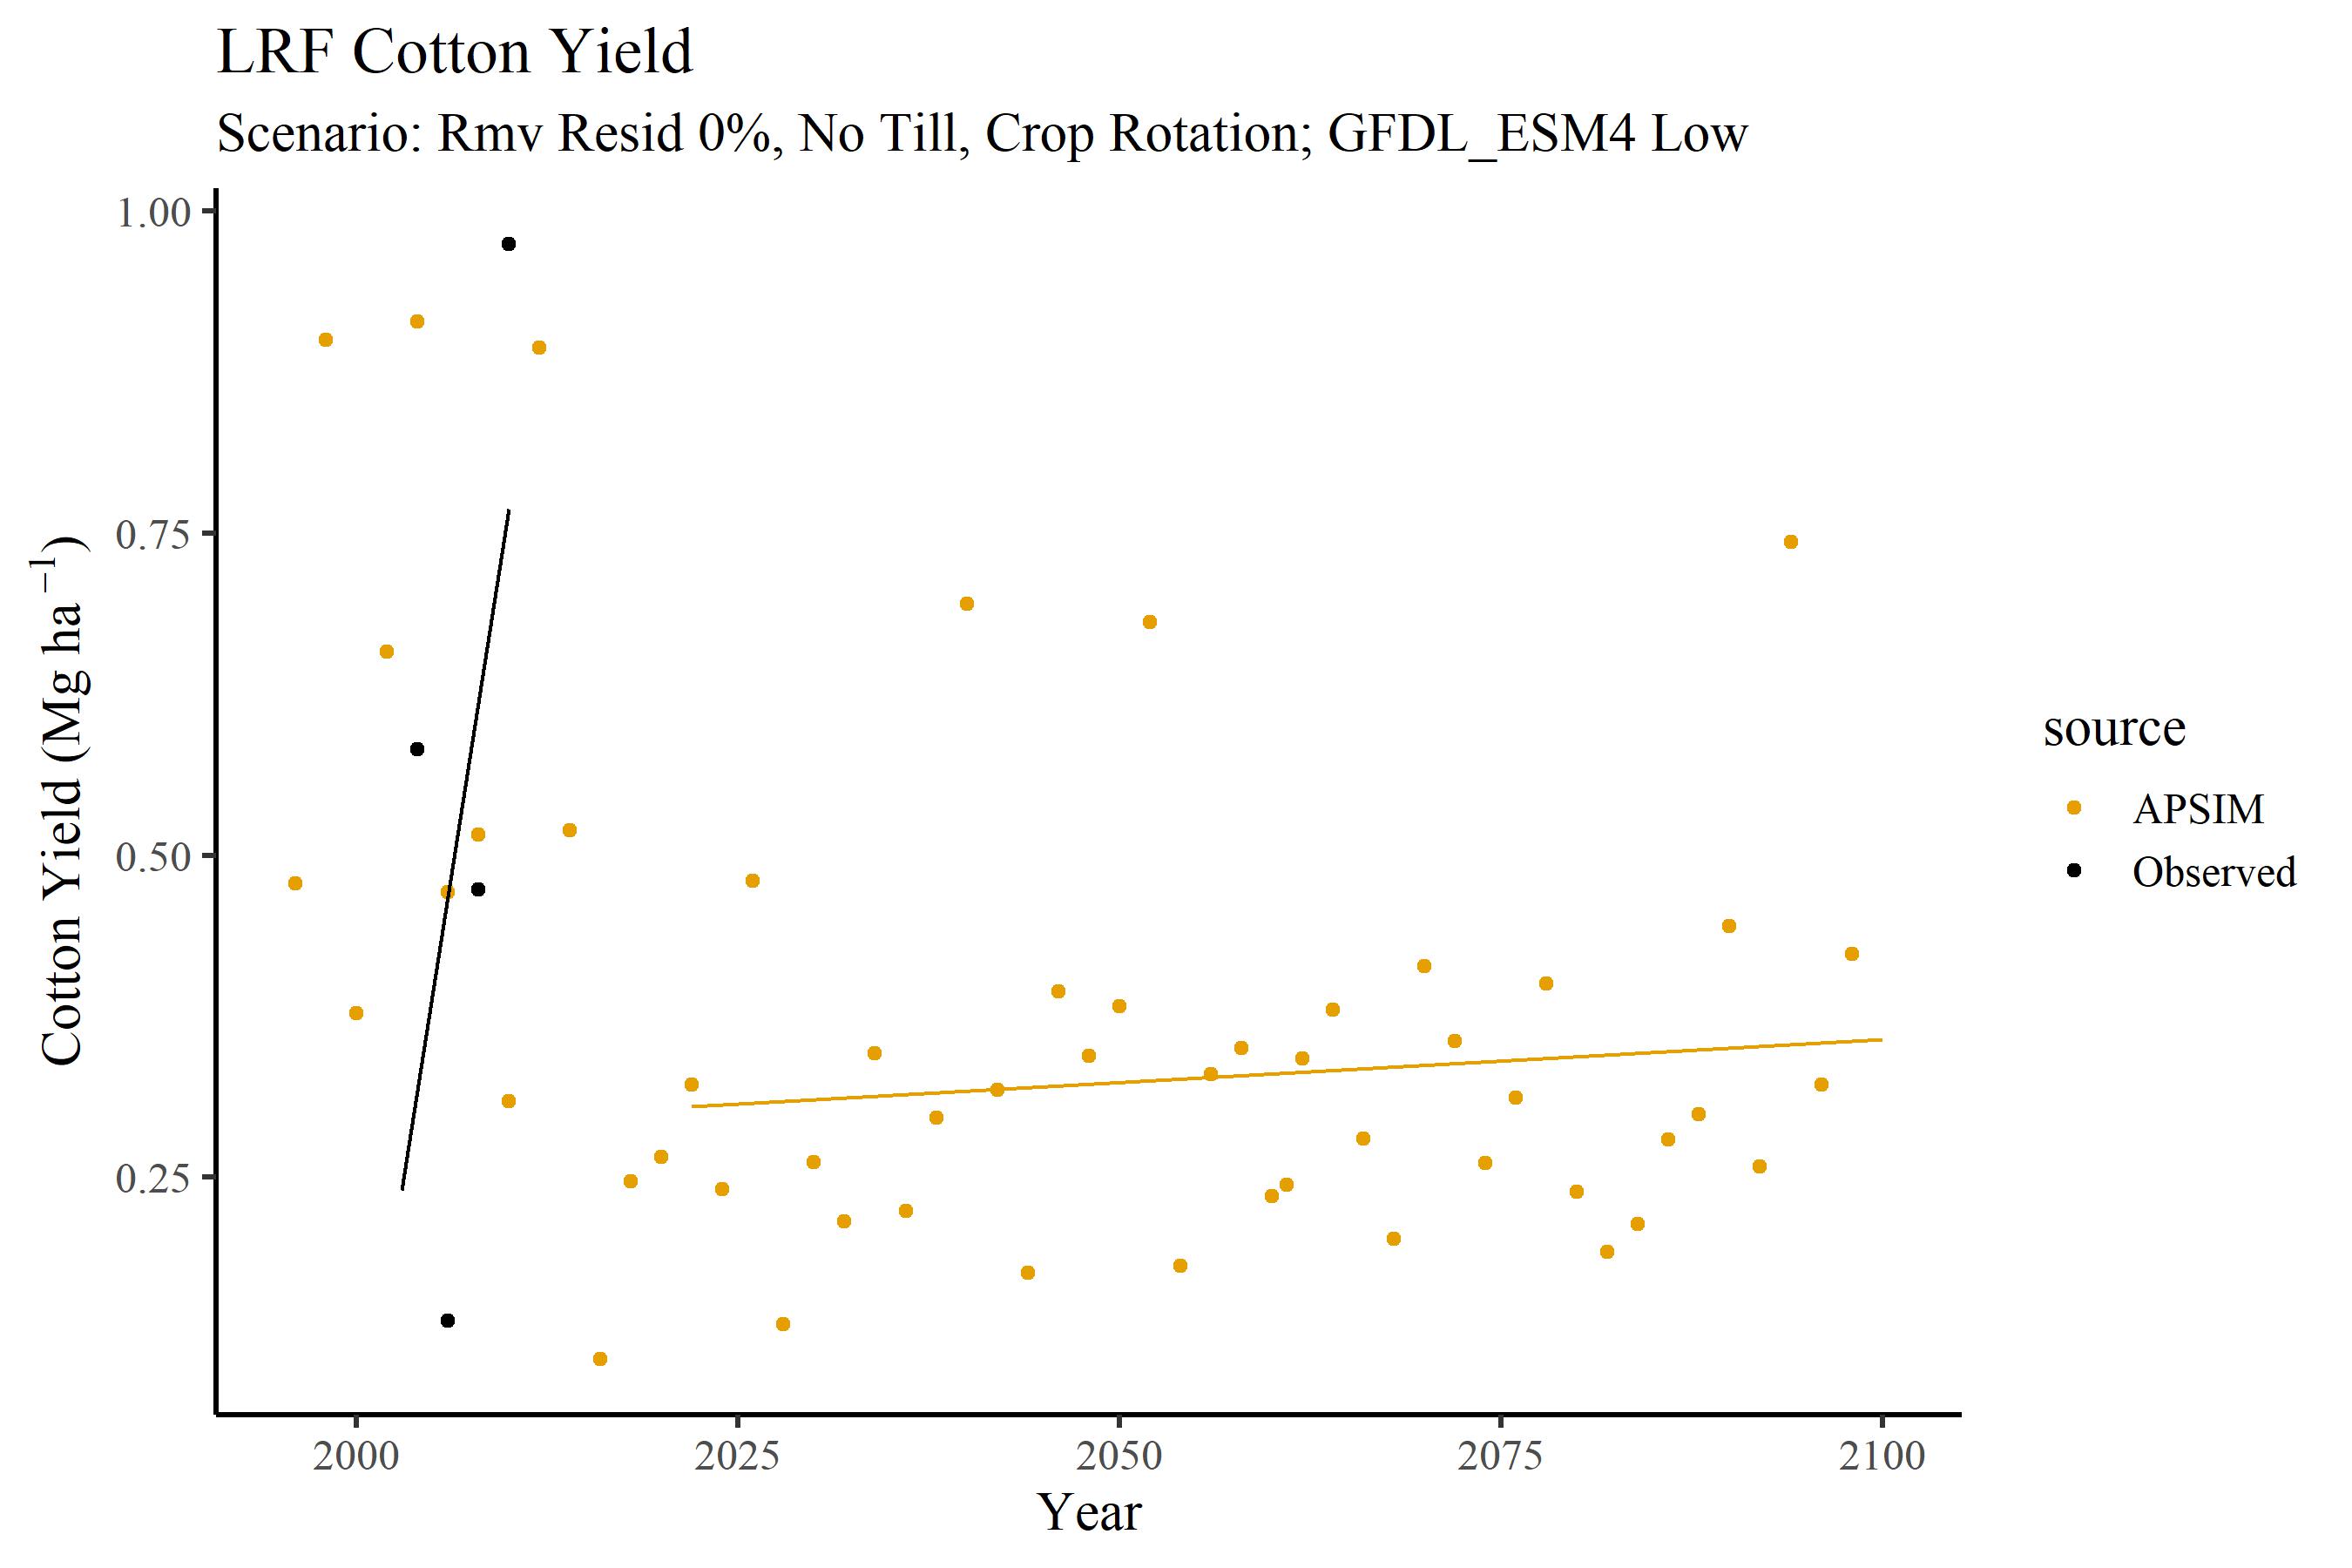 LRF Cotton Yield
Scenario: Rmv Resid 0%, No Till, Crop Rotation; GFDL_ESM4 Low
Cotton Yield (Mg ha⁻¹)
1.00
0.75
0.50
0.25
2000 2025 2050 2075 2100
Year
source
APSIM
Observed